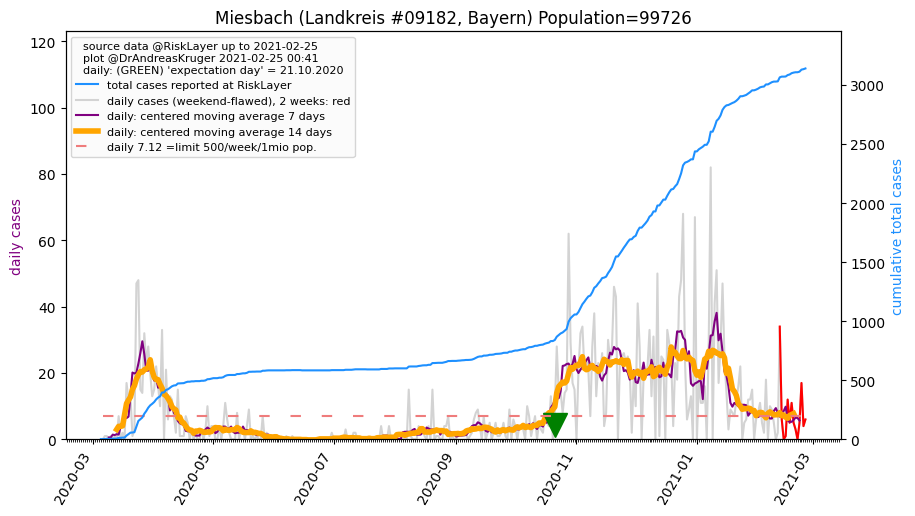 Miesbach (Landkreis #09182, Bayern) Population=99726
source data @RiskLayer up to 2021-02-25
plot @DrAndreasKruger 2021-02-25 00:41
daily: (GREEN) 'expectation day' = 21.10.2020
total cases reported at RiskLayer
daily cases (weekend-flawed), 2 weeks: red
daily: centered moving average 7 days
daily: centered moving average 14 days
daily 7.12 =limit 500/week/1mio pop.
daily cases
120
100
80
60
40
20
0
cumulative total cases
3000
2500
2000
1500
1000
500
0
2020-03
2020-05
2020-07
2020-09
2020-11
2021-01
2021-03